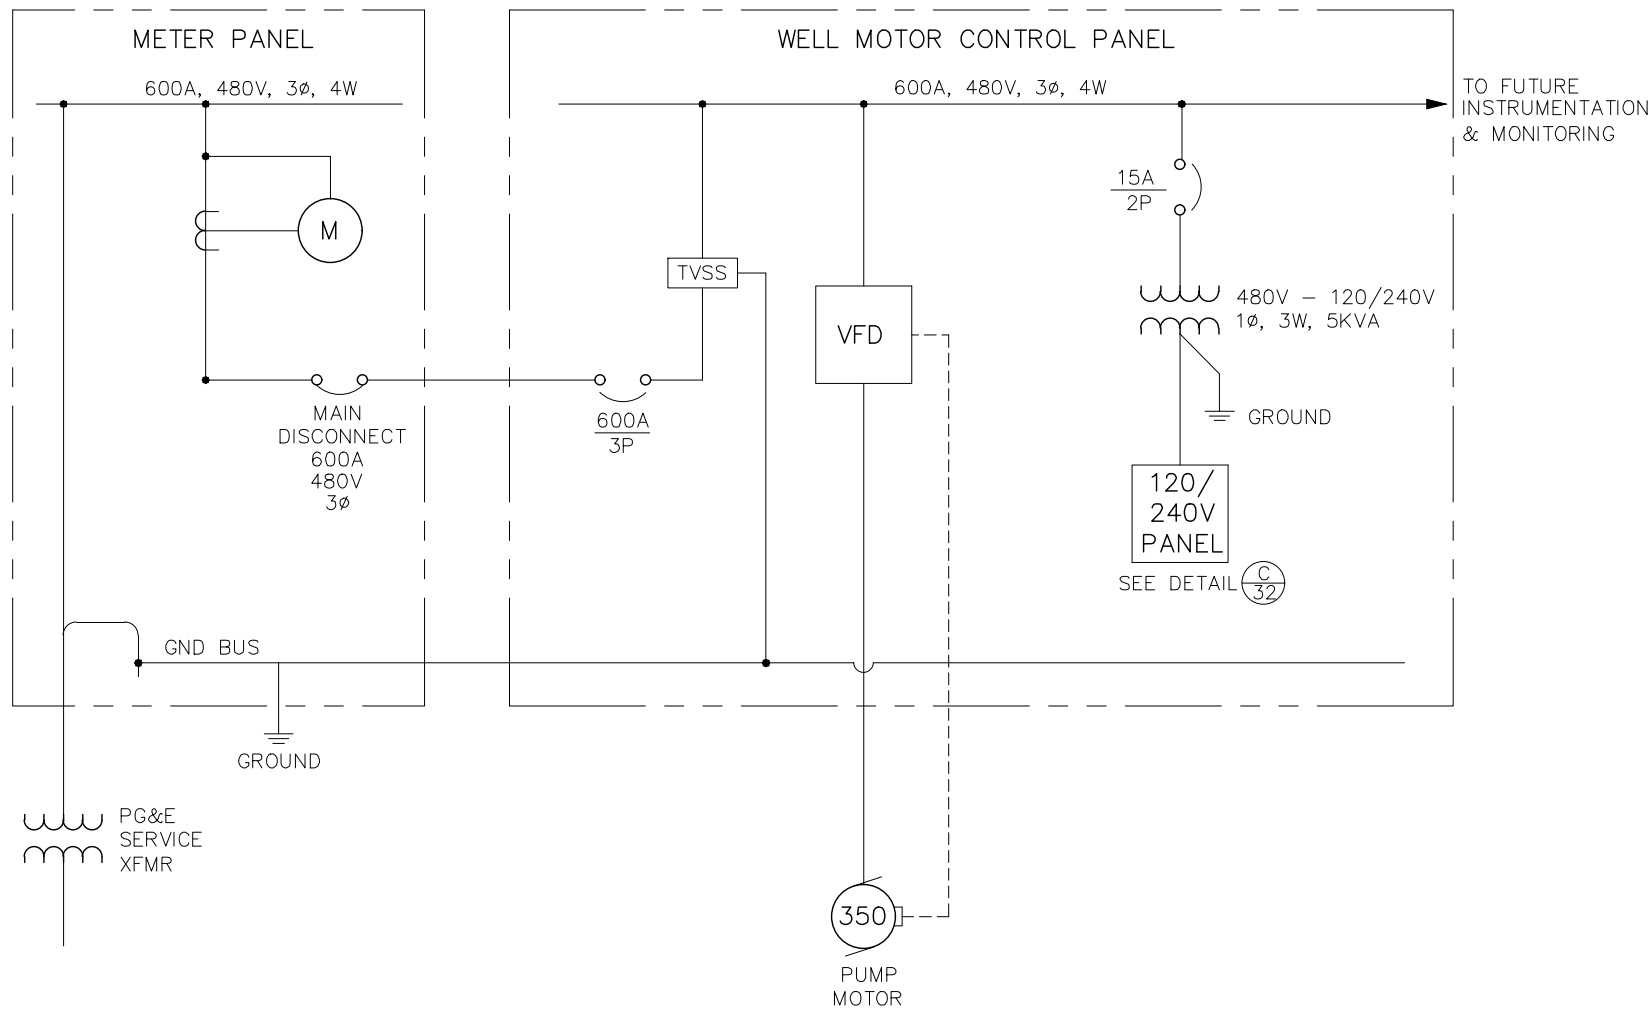 METER PANEL
600A, 480V, 3ø, 4W
M
MAIN
DISCONNECT
600A
480V
3ø
GND BUS
GROUND
PG&E
SERVICE
XFMR
WELL MOTOR CONTROL PANEL
600A, 480V, 3ø, 4W
TO FUTURE
INSTRUMENTATION
& MONITORING
600A
3P
TVSS
VFD
15A
2P
480V - 120/240V
1ø, 3W, 5KVA
GROUND
120/
240V
PANEL
SEE DETAIL
C
32
350
PUMP
MOTOR